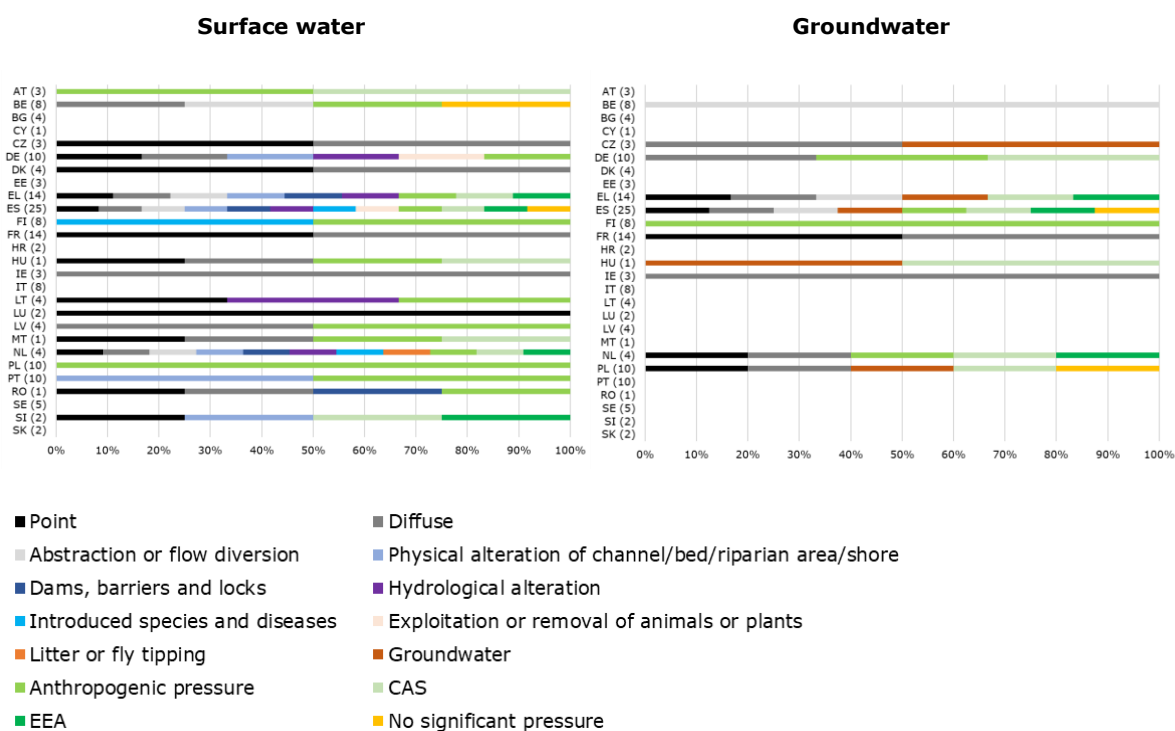 Surface water
Groundwater
AT (3)
BE (8)
BG (4)
CY (1)
CZ (3)
DE (10)
DK (4)
EE (3)
EL (14)
ES (25)
FI (8)
FR (14)
HR (2)
HU (1)
IE (3)
IT (8)
LT (4)
LU (2)
LV (4)
MT (1)
NL (4)
PL (10)
PT (10)
RO (1)
SE (5)
SI (2)
SK (2)
0% 10% 20% 30% 40% 50% 60% 70% 80% 90% 100%
AT (3)
BE (8)
BG (4)
CY (1)
CZ (3)
DE (10)
DK (4)
EE (3)
EL (14)
ES (25)
FI (8)
FR (14)
HR (2)
HU (1)
IE (3)
IT (8)
LT (4)
LU (2)
LV (4)
MT (1)
NL (4)
PL (10)
PT (10)
RO (1)
SE (5)
SI (2)
SK (2)
0% 10% 20% 30% 40% 50% 60% 70% 80% 90% 100%
Point
Diffuse
Abstraction or flow diversion
Physical alteration of channel/bed/riparian area/shore
Dams, barriers and locks
Hydrological alteration
Introduced species and diseases
Exploitation or removal of animals or plants
Litter or fly tipping
Groundwater
Anthropogenic pressure
CAS
EEA
No significant pressure